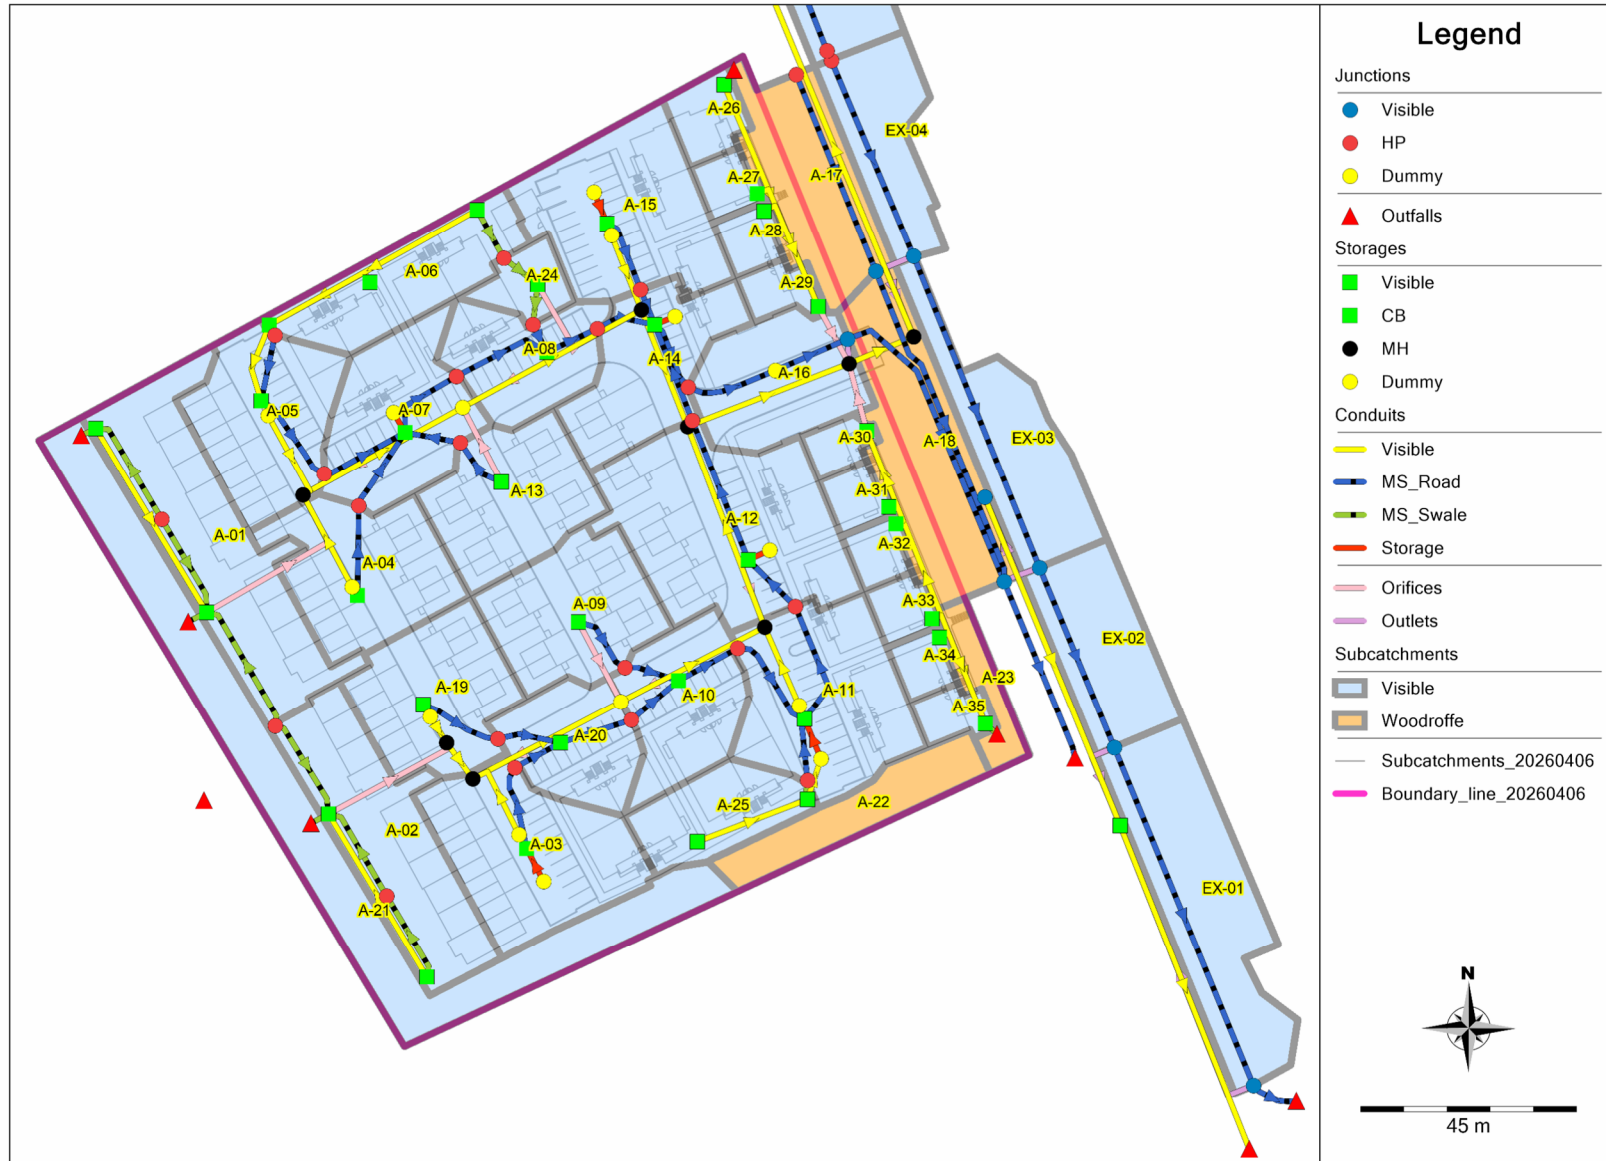 Legend
Junctions
Visible
HP
Dummy
Outfalls
Storages
Visible
CB
MH
Dummy
Conduits
Visible
MS_Road
MS_Swale
Storage
Orifices
Outlets
Subcatchments
Visible
Woodroffe
Subcatchments_20260406
Boundary_line_20260406
N
45 m
A-26
EX-04
A-27
A-17
A-15
A-28
A-06
A-24
A-29
A-08
A-14
A-16
A-05
A-07
A-30
A-18
EX-03
A-13
A-31
A-12
A-01
A-32
A-04
A-09
A-33
EX-02
A-34
A-19
A-10
A-11
A-23
A-35
A-20
A-25
A-22
A-02
A-03
EX-01
A-21